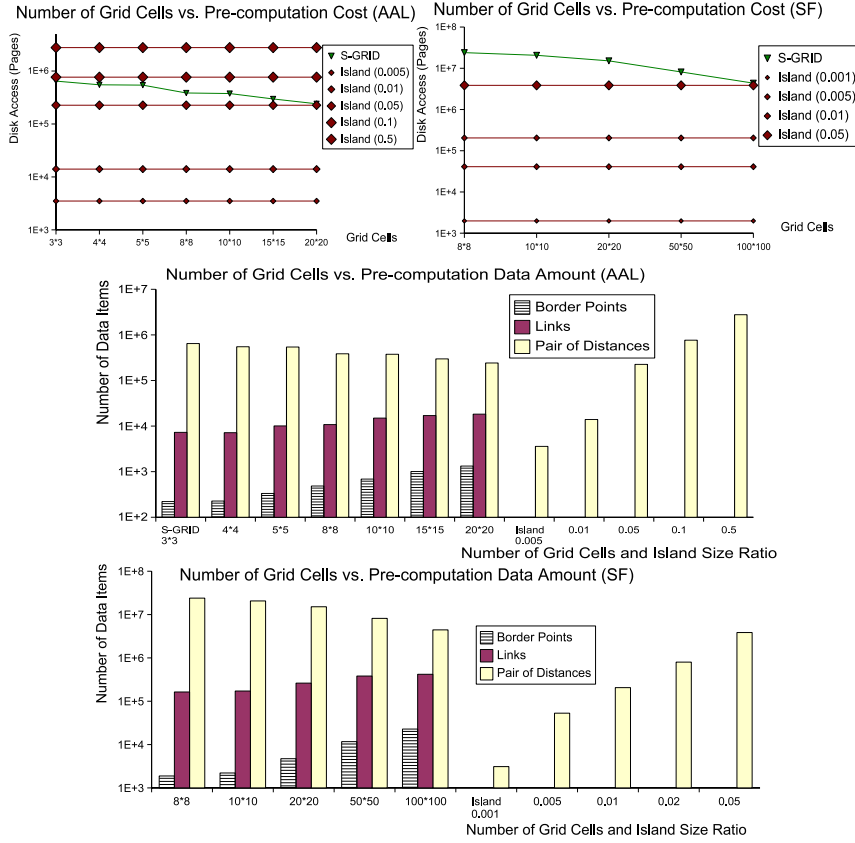 Number of Grid Cells vs. Pre-computation Cost (AAL)
Disk Access (Pages)
1E+6
1E+5
1E+4
1E+3
3*3 4*4 5*5 8*8 10*10 15*15 20*20
Grid Cells
S-GRID
Island (0.005)
Island (0.01)
Island (0.05)
Island (0.1)
Island (0.5)
Number of Grid Cells vs. Pre-computation Cost (SF)
Disk Access (Pages)
1E+8
1E+7
1E+6
1E+5
1E+4
1E+3
8*8 10*10 20*20 50*50 100*100
Grid Cells
S-GRID
Island (0.001)
Island (0.005)
Island (0.01)
Island (0.05)
Number of Grid Cells vs. Pre-computation Data Amount (AAL)
Number of Data Items
1E+7
1E+6
1E+5
1E+4
1E+3
1E+2
Border Points
Links
Pair of Distances
S-GRID 4*4 5*5 8*8 10*10 15*15 20*20 Island 0.01 0.05 0.1 0.5
3*3 0.005
Number of Grid Cells and Island Size Ratio
Number of Grid Cells vs. Pre-computation Data Amount (SF)
Number of Data Items
1E+8
1E+7
1E+6
1E+5
1E+4
1E+3
Border Points
Links
Pair of Distances
8*8 10*10 20*20 50*50 100*100 Island 0.005 0.01 0.02 0.05
0.001
Number of Grid Cells and Island Size Ratio